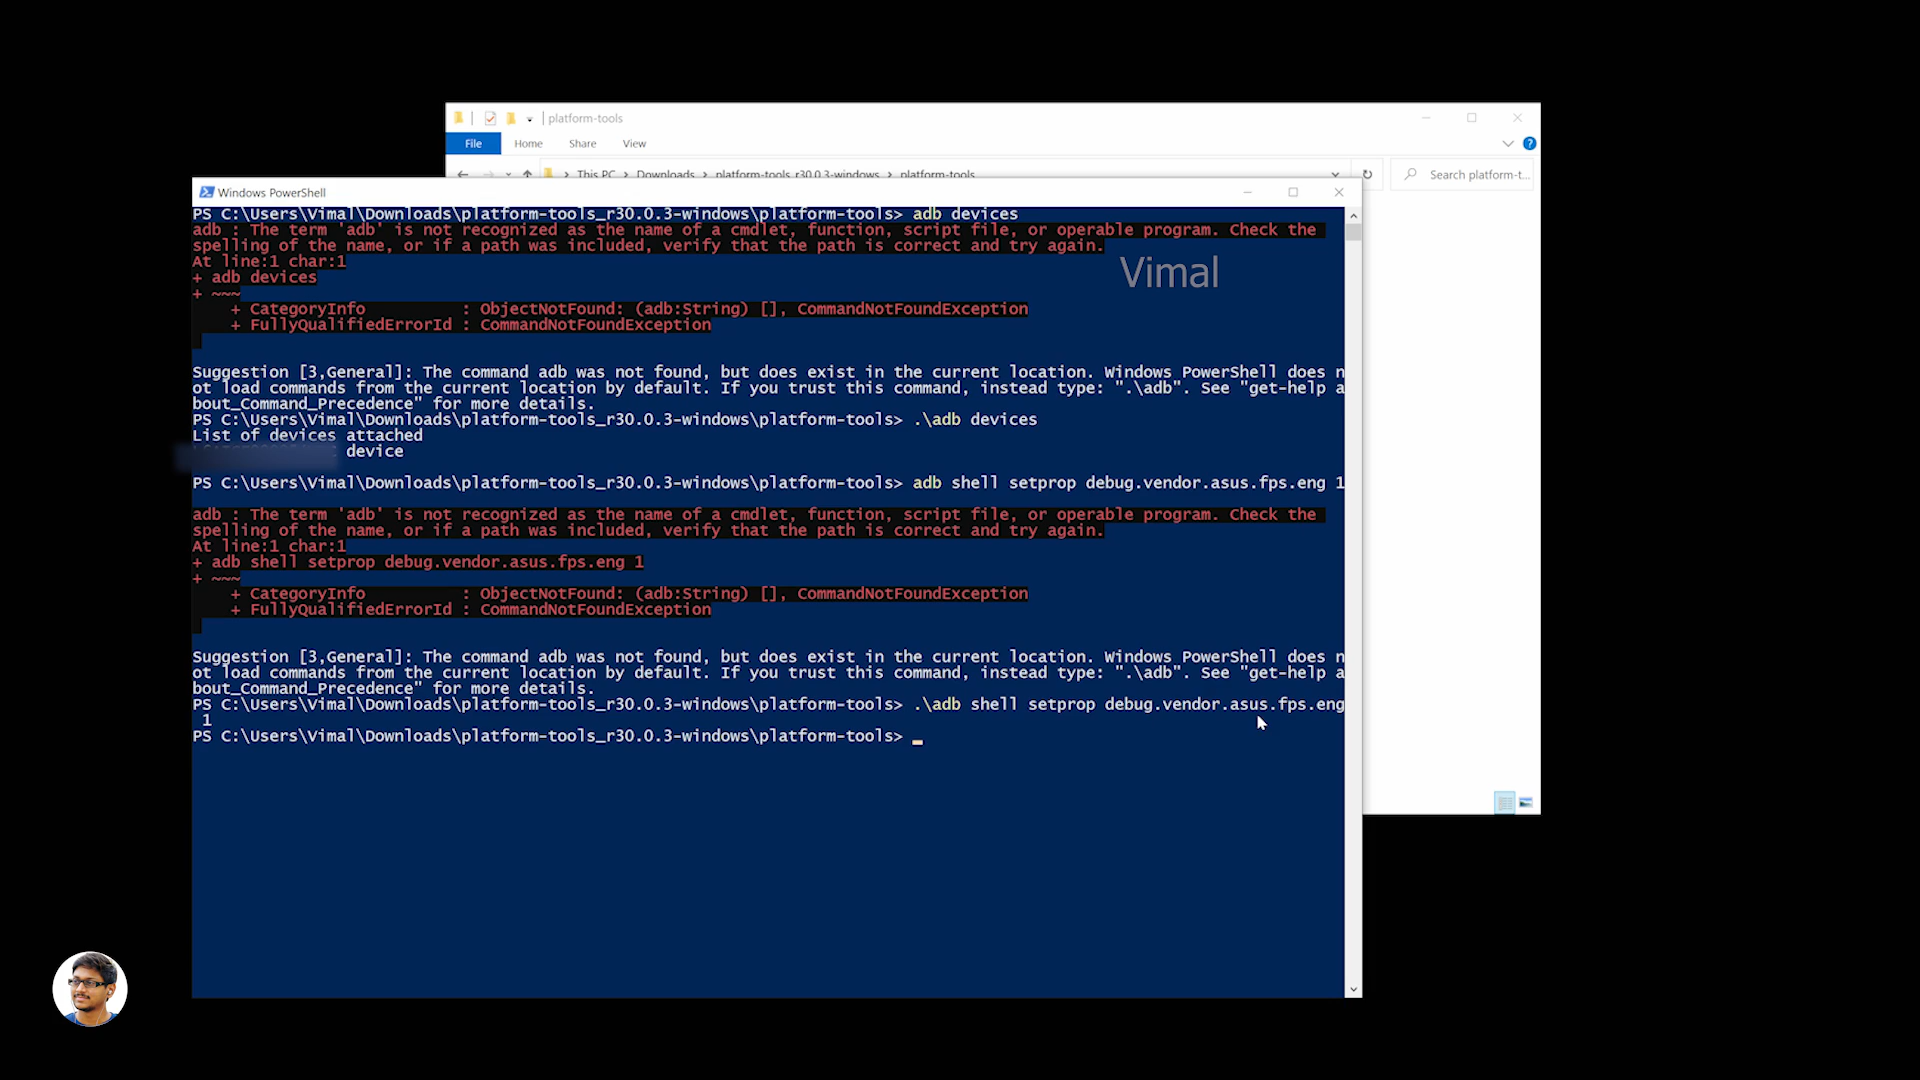 platform-tools
File Home Share View
This PC > Downloads > platform-tools_r30.0.3-windows > platform-tools
Search platform-t...
Windows PowerShell
PS C:\Users\Vimal\Downloads\platform-tools_r30.0.3-windows\platform-tools> adb devices
adb : The term 'adb' is not recognized as the name of a cmdlet, function, script file, or operable program. Check the
spelling of the name, or if a path was included, verify that the path is correct and try again.
At line:1 char:1
+ adb devices
+ ~~~
+ CategoryInfo : ObjectNotFound: (adb:String) [], CommandNotFoundException
+ FullyQualifiedErrorId : CommandNotFoundException
Vimal
Suggestion [3,General]: The command adb was not found, but does exist in the current location. Windows PowerShell does n
ot load commands from the current location by default. If you trust this command, instead type: ".\adb". See "get-help a
bout_Command_Precedence" for more details.
PS C:\Users\Vimal\Downloads\platform-tools_r30.0.3-windows\platform-tools> .\adb devices
List of devices attached
device
PS C:\Users\Vimal\Downloads\platform-tools_r30.0.3-windows\platform-tools> adb shell setprop debug.vendor.asus.fps.eng 1
adb : The term 'adb' is not recognized as the name of a cmdlet, function, script file, or operable program. Check the
spelling of the name, or if a path was included, verify that the path is correct and try again.
At line:1 char:1
+ adb shell setprop debug.vendor.asus.fps.eng 1
+ ~~~
+ CategoryInfo : ObjectNotFound: (adb:String) [], CommandNotFoundException
+ FullyQualifiedErrorId : CommandNotFoundException
Suggestion [3,General]: The command adb was not found, but does exist in the current location. Windows PowerShell does n
ot load commands from the current location by default. If you trust this command, instead type: ".\adb". See "get-help a
bout_Command_Precedence" for more details.
PS C:\Users\Vimal\Downloads\platform-tools_r30.0.3-windows\platform-tools> .\adb shell setprop debug.vendor.asus.fps.eng
1
PS C:\Users\Vimal\Downloads\platform-tools_r30.0.3-windows\platform-tools> _